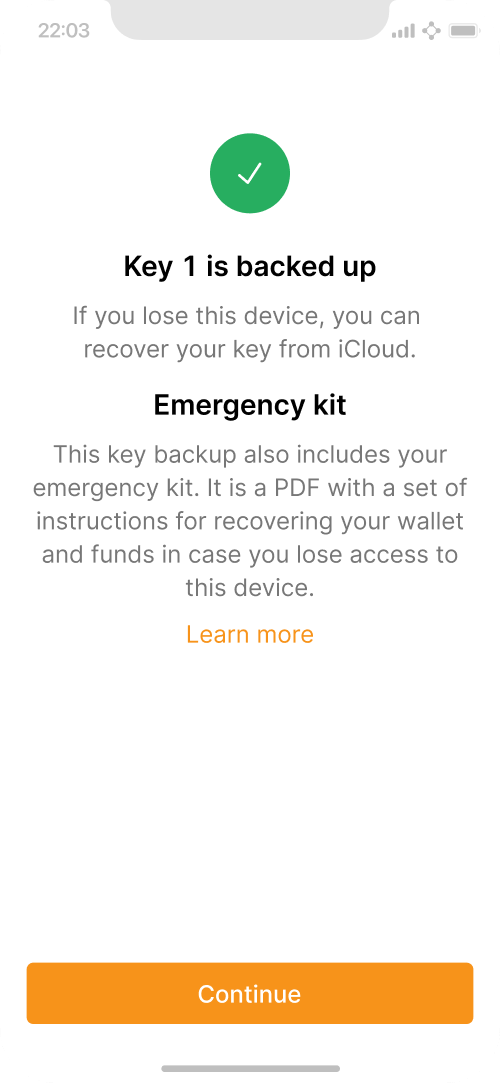 22:03
Key 1 is backed up
If you lose this device, you can
recover your key from iCloud.
Emergency kit
This key backup also includes your
emergency kit. It is a PDF with a set of
instructions for recovering your wallet
and funds in case you lose access to
this device.
Learn more
Continue